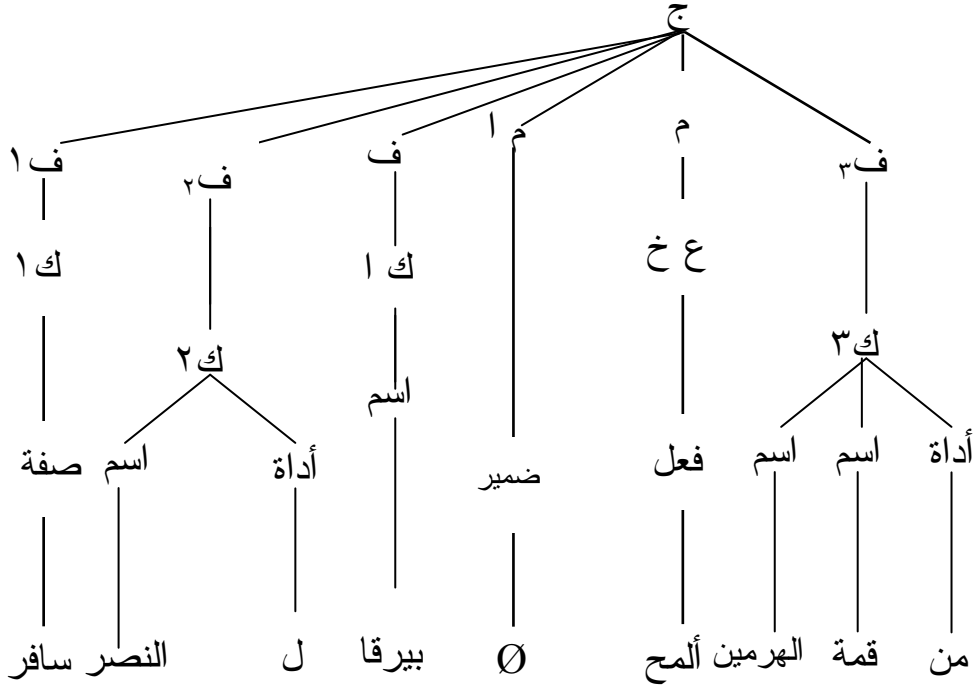 ج
ف٣ م م ا ف ف٢ ف١
ع خ ك ا ك١
ك٣ ك٢
اسم
أداة اسم اسم فعل ضمير أداة اسم صفة
من قمة الهرمين ألمح Ø بيرقا ل النصر سافر